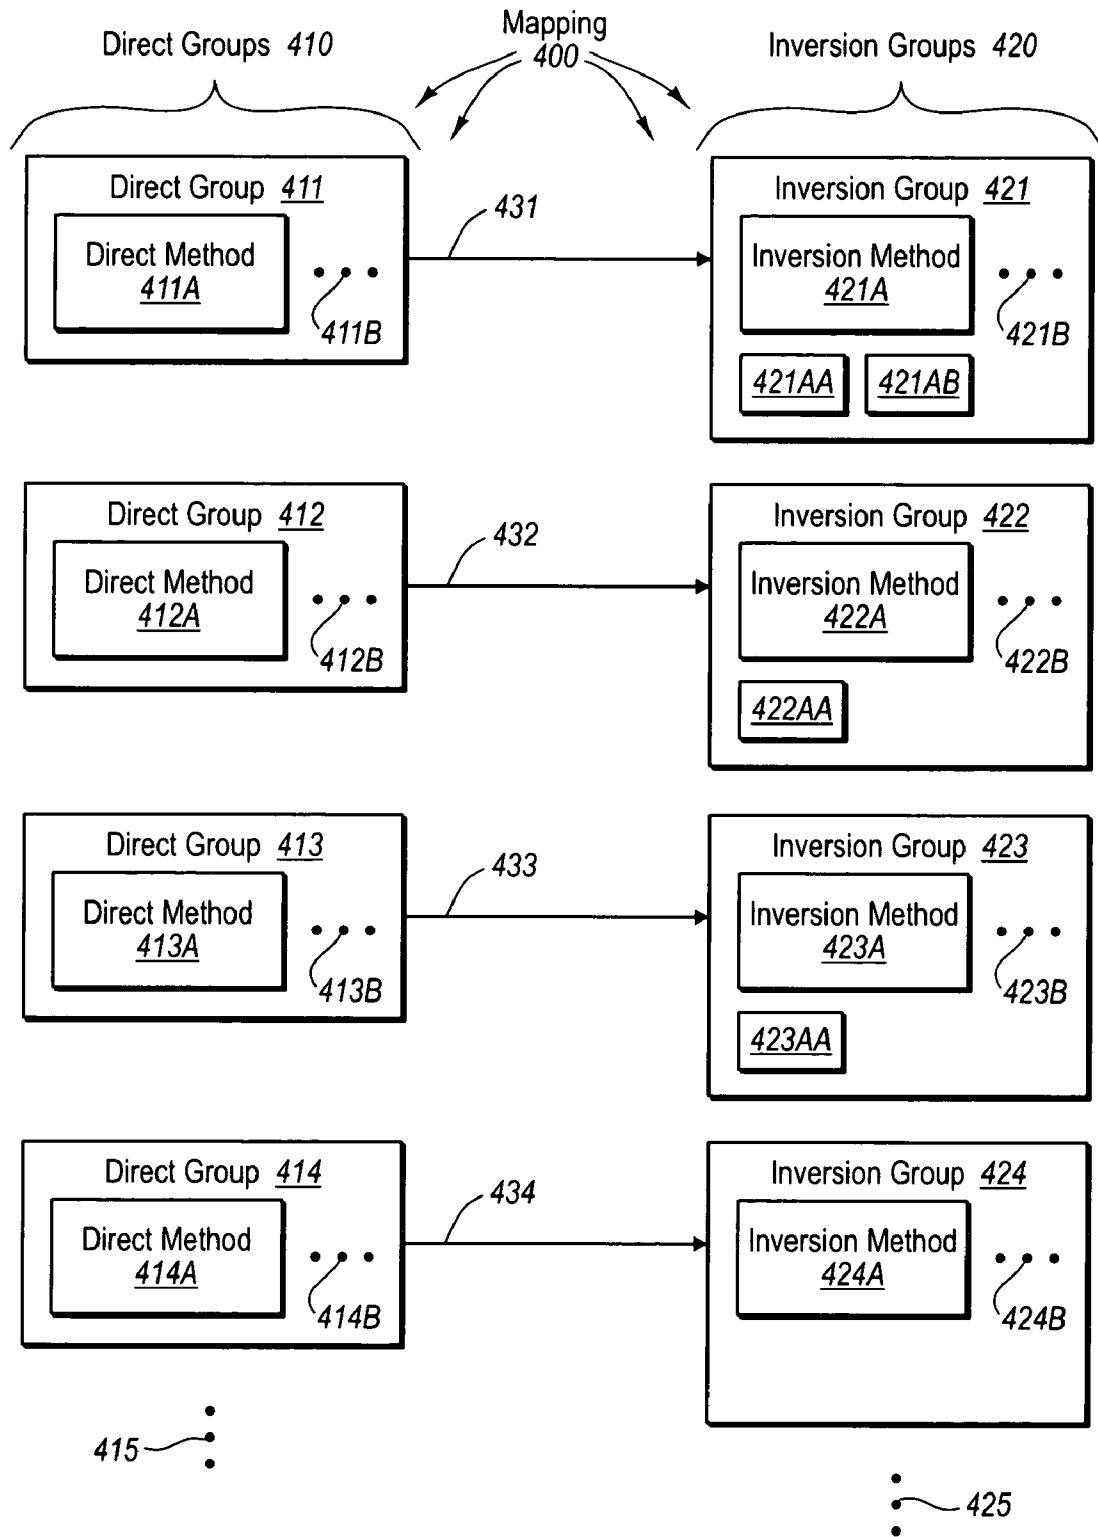 Mapping
400
Direct Groups 410
Inversion Groups 420
Direct Group 411
Direct Method
411A
411B
431
Inversion Group 421
Inversion Method
421A
421B
421AA
421AB
Direct Group 412
Direct Method
412A
412B
432
Inversion Group 422
Inversion Method
422A
422B
422AA
Direct Group 413
Direct Method
413A
413B
433
Inversion Group 423
Inversion Method
423A
423B
423AA
Direct Group 414
Direct Method
414A
414B
434
Inversion Group 424
Inversion Method
424A
424B
415
425